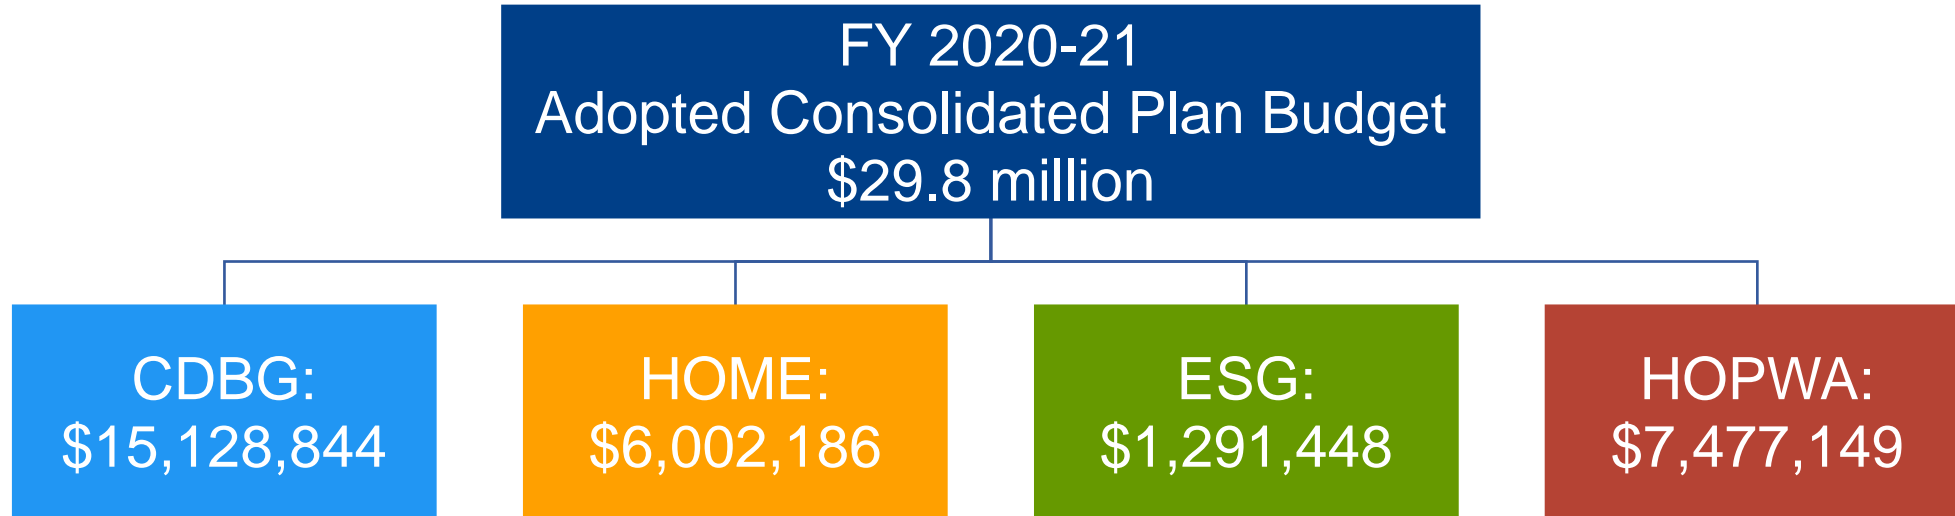 FY 2020-21
Adopted Consolidated Plan Budget
$29.8 million
CDBG:
$15,128,844
HOME:
$6,002,186
ESG:
$1,291,448
HOPWA:
$7,477,149